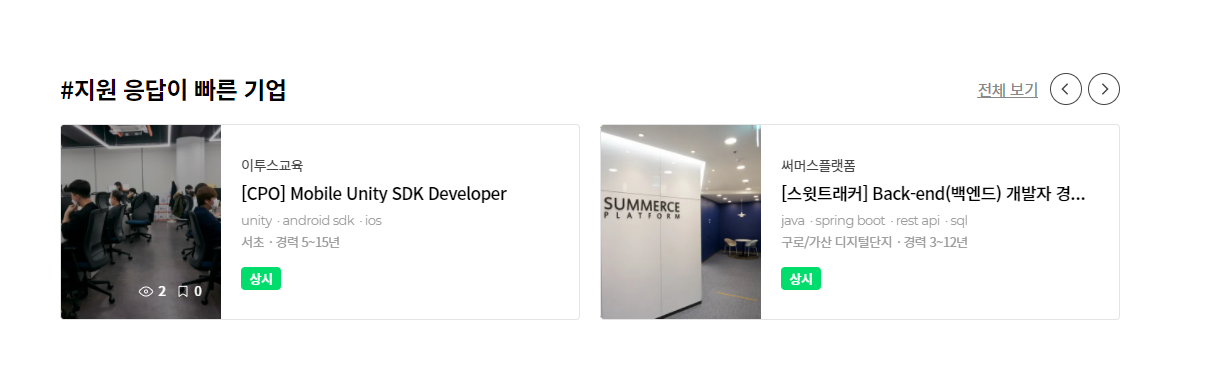 #지원 응답이 빠른 기업
전체 보기
이투스교육
[CPO] Mobile Unity SDK Developer
unity · android sdk · ios
서초 · 경력 5~15년
상시
2 0
SUMMERCE
PLATFORM
써머스플랫폼
[스윗트래커] Back-end(백엔드) 개발자 경...
java · spring boot · rest api · sql
구로/가산 디지털단지 · 경력 3~12년
상시